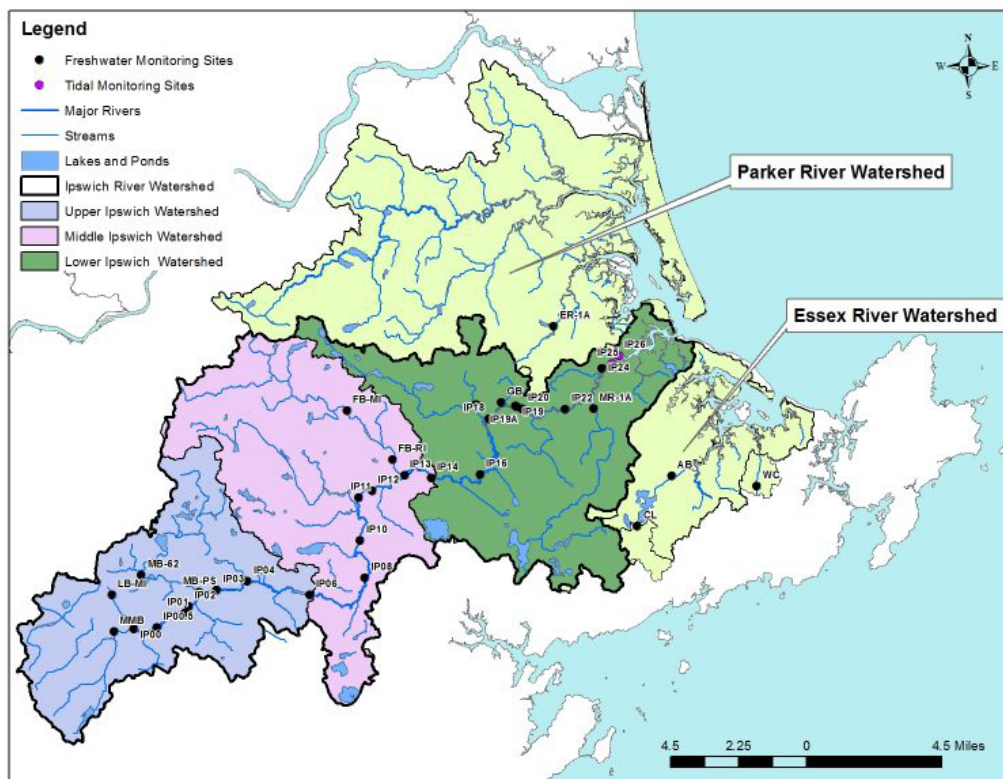 Legend
Freshwater Monitoring Sites
Tidal Monitoring Sites
Major Rivers
Streams
Lakes and Ponds
Ipswich River Watershed
Upper Ipswich Watershed
Middle Ipswich Watershed
Lower Ipswich Watershed
N
W E
S
Parker River Watershed
Essex River Watershed
ER-1A
IP25 IP26
IP24
GB
IP20
IP18
IP19
IP22
MR-1A
IP19A
FB-MI
FB-RI
IP13
IP14
IP16
IP12
IP11
AB
WC
CL
IP10
IP08
IP06
MB-62
MB-PS
IP03
IP04
LB-MI
IP02
IP01
IP00.5
MMB
IP00
4.5 2.25 0 4.5 Miles